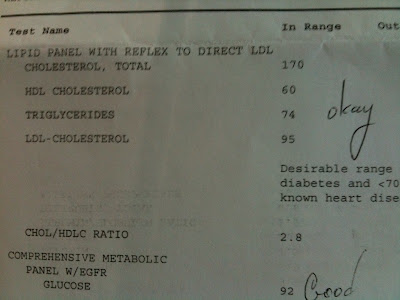 Test Name In Range Out
LIPID PANEL WITH REFLEX TO DIRECT LDL
CHOLESTEROL, TOTAL 170
HDL CHOLESTEROL 60
TRIGLYCERIDES 74 okay
LDL-CHOLESTEROL 95
Desirable range
diabetes and <70
known heart dise
CHOL/HDLC RATIO 2.8
COMPREHENSIVE METABOLIC
PANEL W/EGFR
GLUCOSE 92 Good